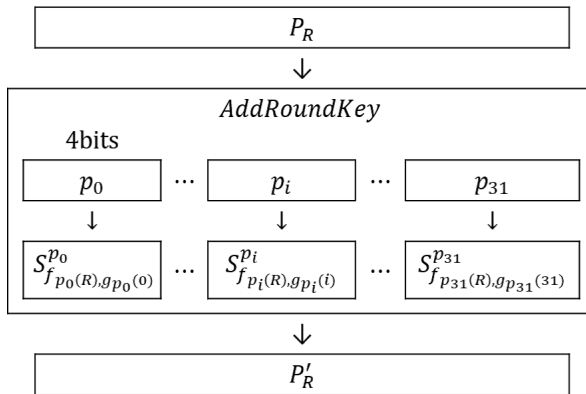 P_R
↓
AddRoundKey
4bits
p_0 ... p_i ... p_31
↓ ↓ ↓
S^{p_0}_{f_{p_0(R),g_{p_0}(0)}} ... S^{p_i}_{f_{p_i(R),g_{p_i}(i)}} ... S^{p_31}_{f_{p_31(R),g_{p_31}(31)}}
↓
P'_R